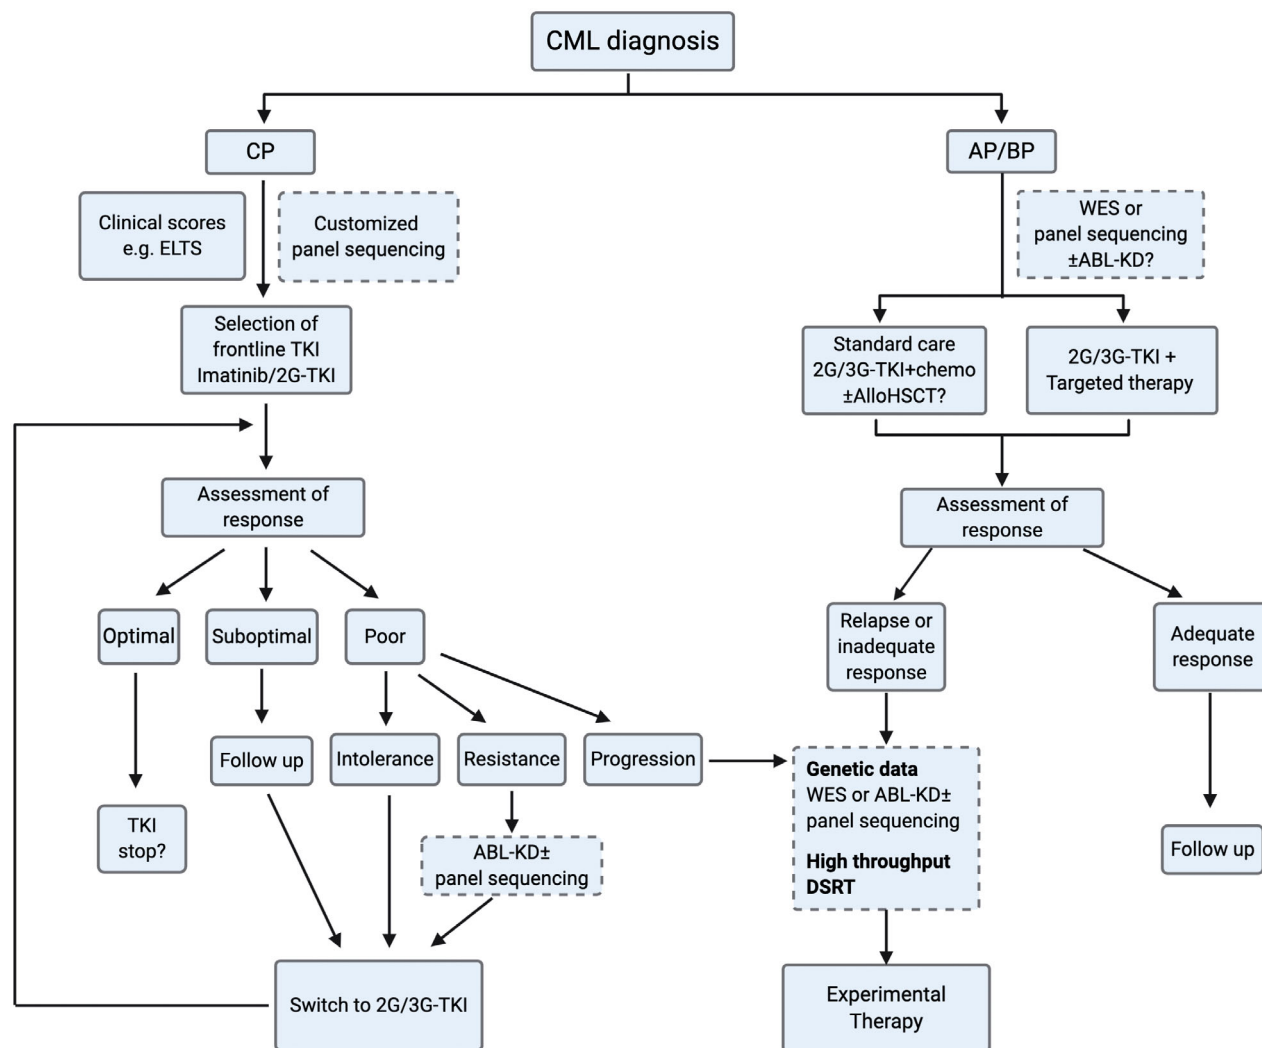 CML diagnosis
CP
AP/BP
Clinical scores
e.g. ELTS
Customized
panel sequencing
WES or
panel sequencing
±ABL-KD?
Selection of
frontline TKI
Imatinib/2G-TKI
Standard care
2G/3G-TKI+chemo
±AlloHSCT?
2G/3G-TKI +
Targeted therapy
Assessment of
response
Assessment of
response
Optimal
Suboptimal
Poor
Relapse or
inadequate
response
Adequate
response
Follow up
Intolerance
Resistance
Progression
Genetic data
WES or ABL-KD±
panel sequencing
High throughput
DSRT
TKI
stop?
ABL-KD±
panel sequencing
Follow up
Switch to 2G/3G-TKI
Experimental
Therapy